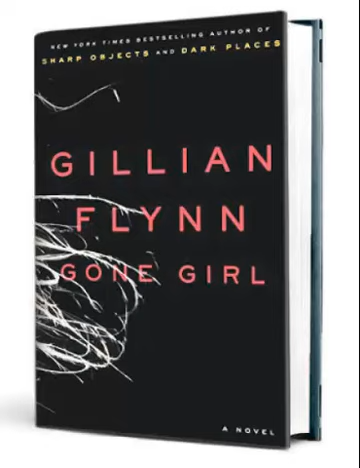 NEW YORK TIMES BESTSELLING AUTHOR OF
SHARP OBJECTS AND DARK PLACES
GILLIAN
FLYNN
GONE GIRL
A NOVEL